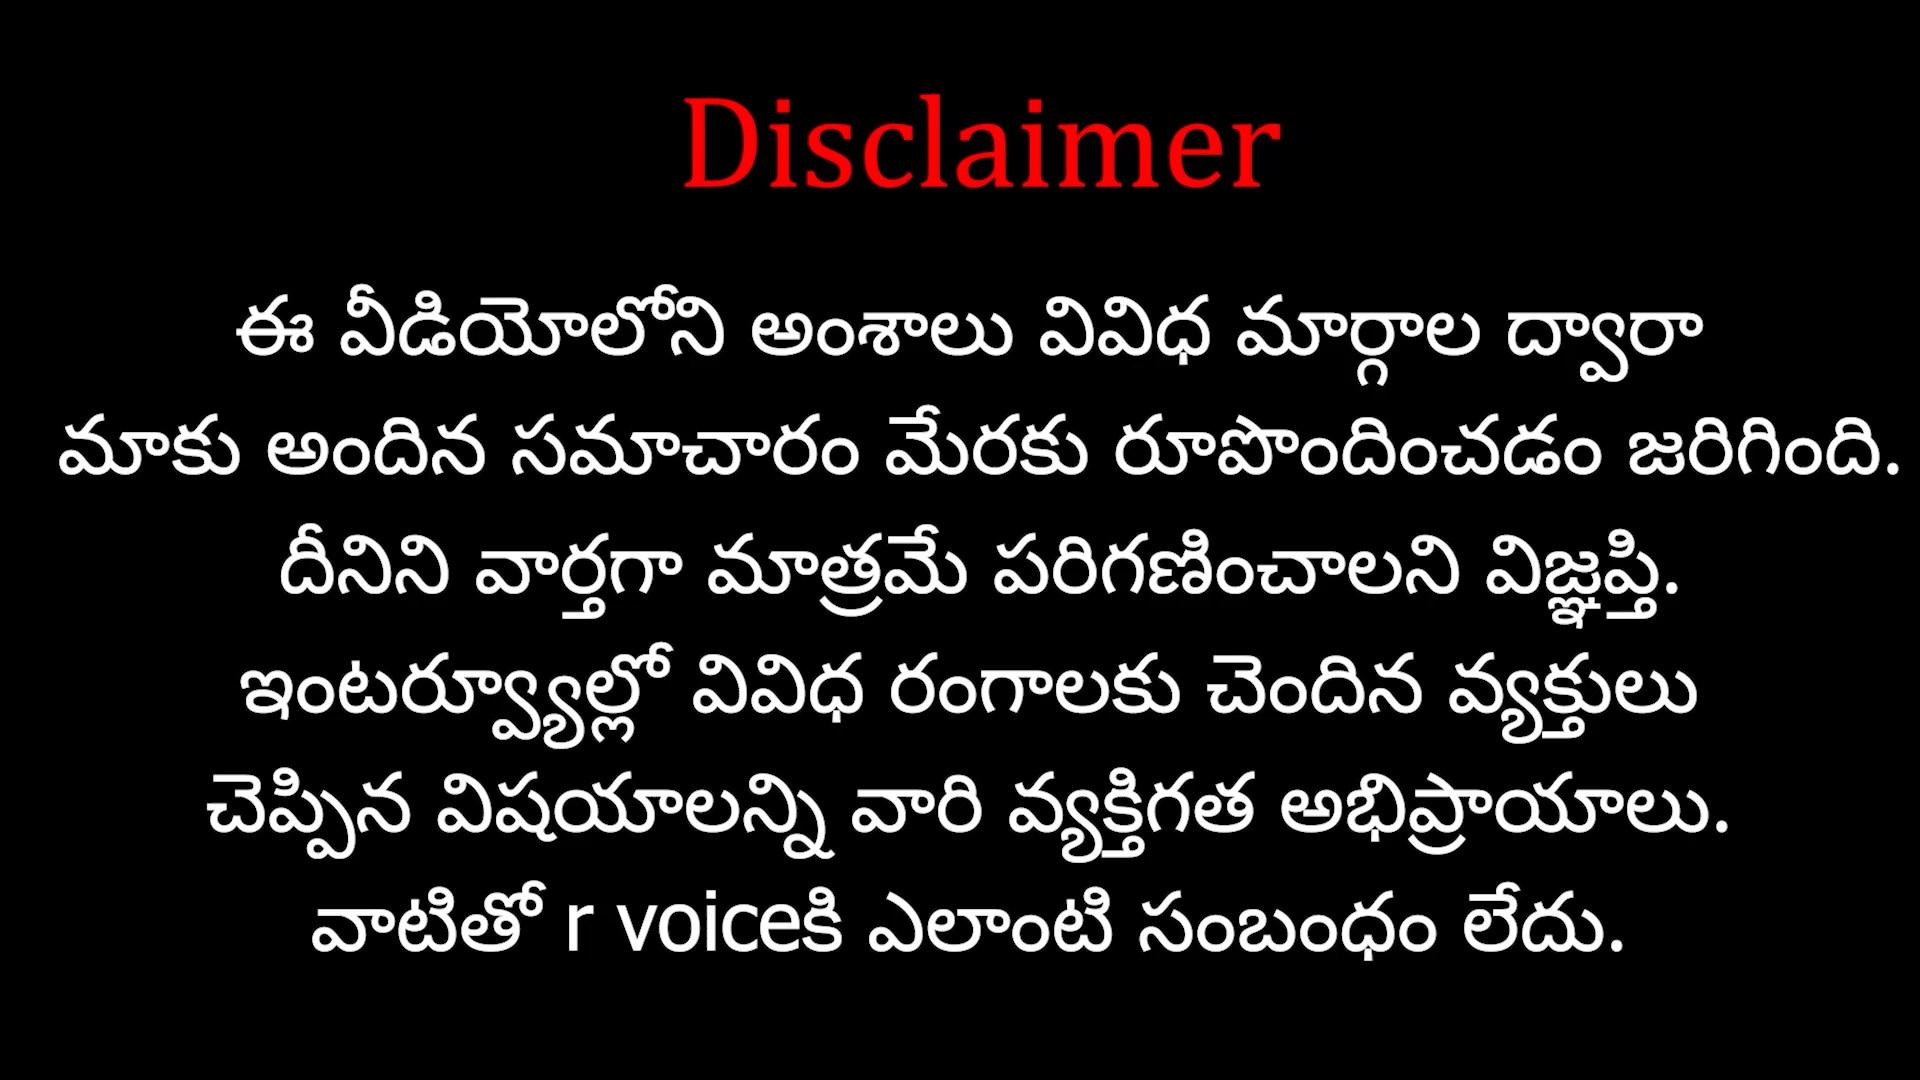 Disclaimer
ఈ వీడియోలోని అంశాలు వివిధ మార్గాల ద్వారా
మాకు అందిన సమాచారం మేరకు రూపొందించడం జరిగింది.
దీనిని వార్తగా మాత్రమే పరిగణించాలని విజ్ఞప్తి.
ఇంటర్వ్యూల్లో వివిధ రంగాలకు చెందిన వ్యక్తులు
చెప్పిన విషయాలన్ని వారి వ్యక్తిగత అభిప్రాయాలు.
వాటితో r voiceకి ఎలాంటి సంబంధం లేదు.